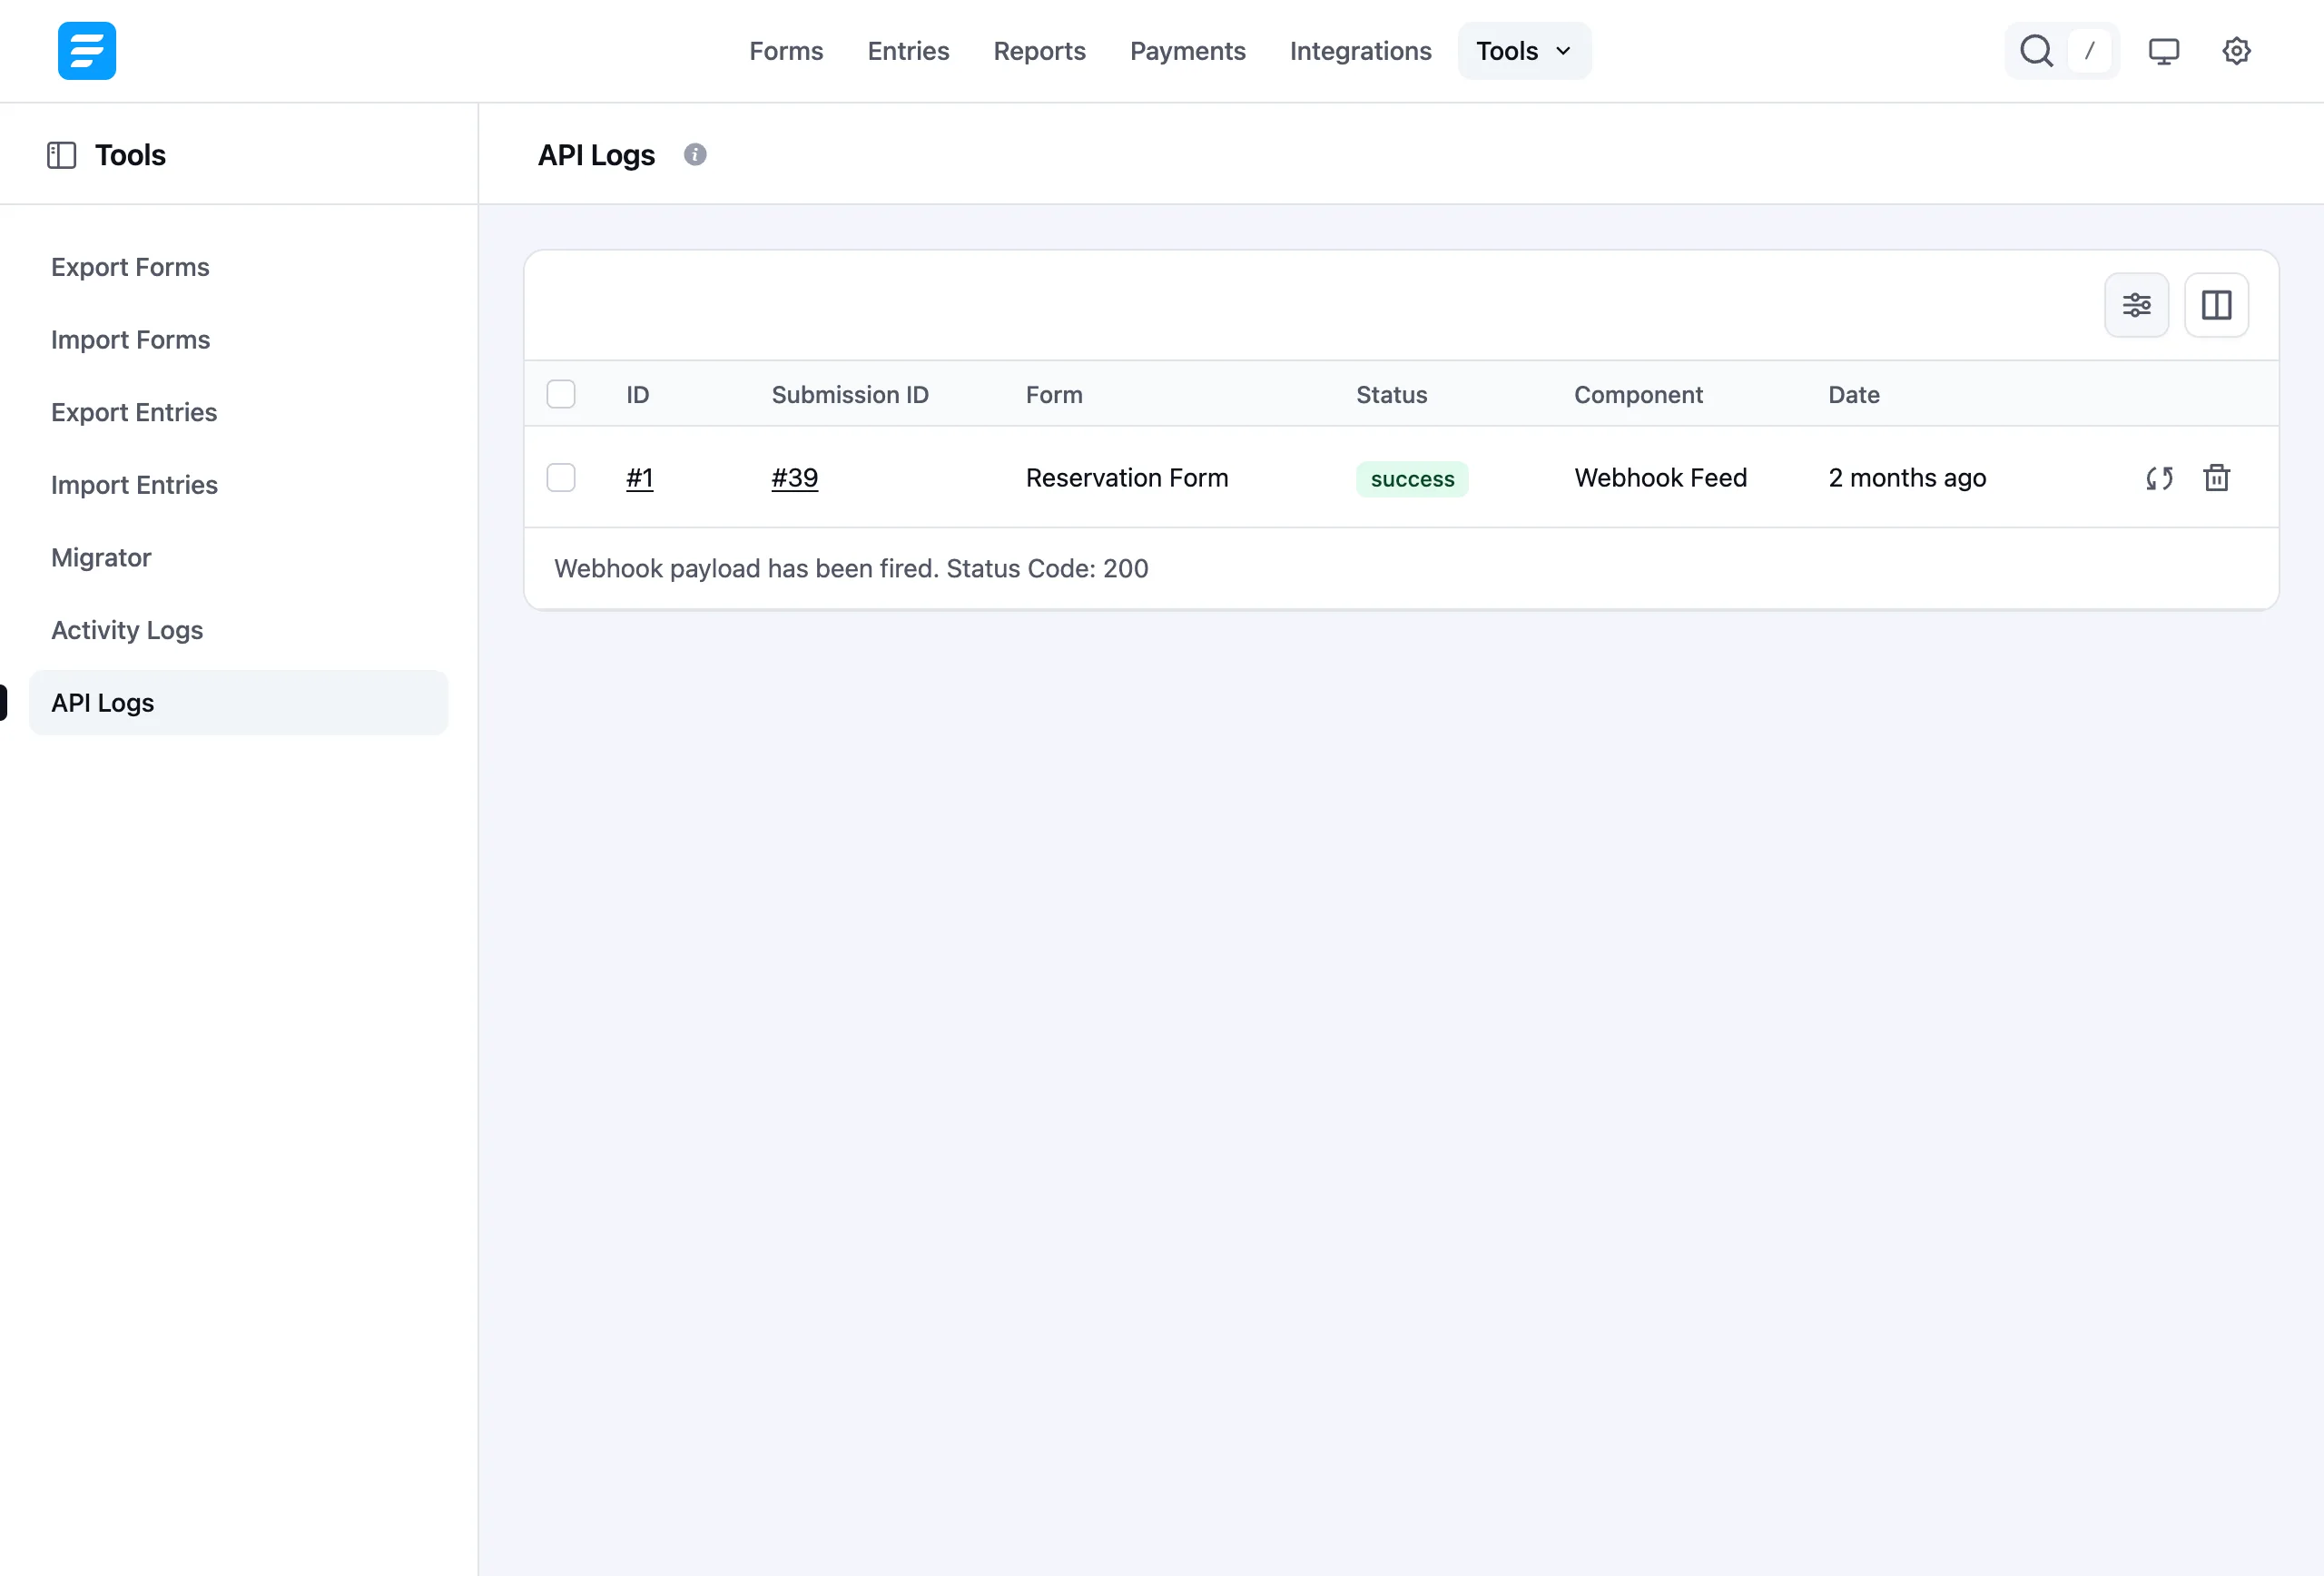 Forms Entries Reports Payments Integrations Tools /
Tools
API Logs
Export Forms
Import Forms
Export Entries
Import Entries
Migrator
Activity Logs
API Logs
ID Submission ID Form Status Component Date
#1 #39 Reservation Form success Webhook Feed 2 months ago
Webhook payload has been fired. Status Code: 200